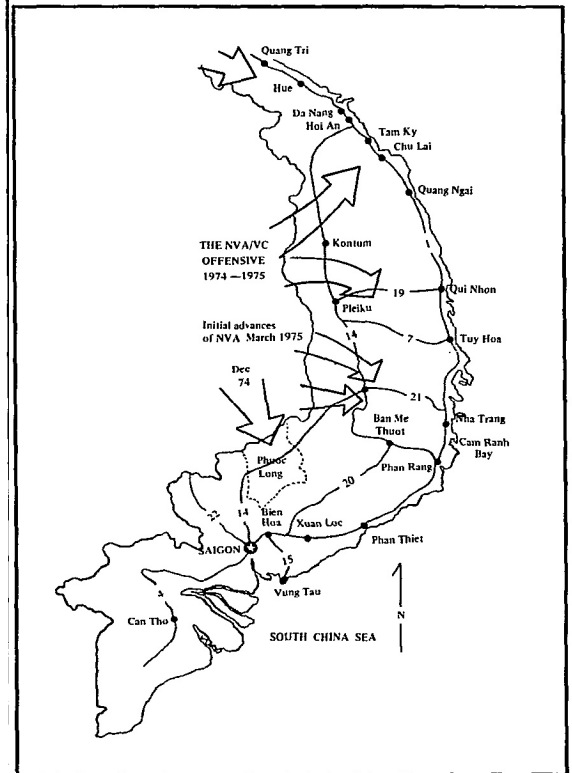 Quang Tri
Hue
Da Nang
Hoi An
Tam Ky
Chu Lai
Quang Ngai
THE NVA/VC
OFFENSIVE
1974 — 1975
Kontum
Pleiku
19
Qui Nhon
Initial advances
of NVA March 1975
14
7
Tuy Hoa
Dec
74
21
Ban Me
Thuot
Nha Trang
Cam Ranh
Bay
Phan Rang
Phuoc
Long
20
22
14
Bien
Hoa
Xuan Loc
Phan Thiet
SAIGON
15
Vung Tau
4
Can Tho
SOUTH CHINA SEA
N